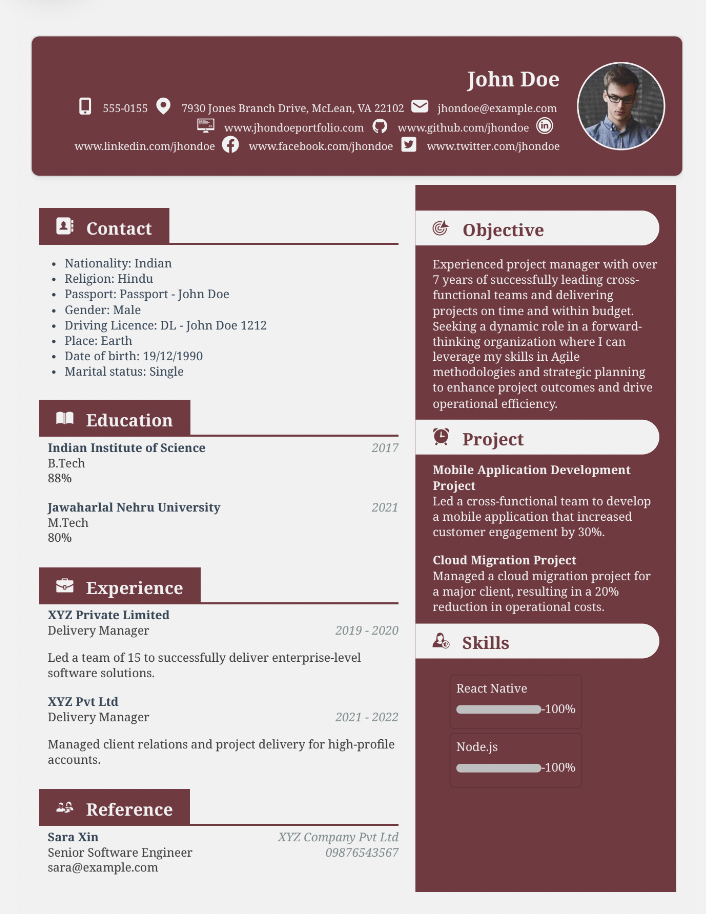 John Doe
555-0155 7930 Jones Branch Drive, McLean, VA 22102 jhondoe@example.com
www.jhondoeportfolio.com www.github.com/jhondoe
www.linkedin.com/jhondoe www.facebook.com/jhondoe www.twitter.com/jhondoe
Contact
• Nationality: Indian
• Religion: Hindu
• Passport: Passport - John Doe
• Gender: Male
• Driving Licence: DL - John Doe 1212
• Place: Earth
• Date of birth: 19/12/1990
• Marital status: Single
Education
Indian Institute of Science 2017
B.Tech
88%
Jawaharlal Nehru University 2021
M.Tech
80%
Experience
XYZ Private Limited
Delivery Manager 2019 - 2020
Led a team of 15 to successfully deliver enterprise-level
software solutions.
XYZ Pvt Ltd
Delivery Manager 2021 - 2022
Managed client relations and project delivery for high-profile
accounts.
Reference
Sara Xin XYZ Company Pvt Ltd
Senior Software Engineer 09876543567
sara@example.com
Objective
Experienced project manager with over
7 years of successfully leading cross-
functional teams and delivering
projects on time and within budget.
Seeking a dynamic role in a forward-
thinking organization where I can
leverage my skills in Agile
methodologies and strategic planning
to enhance project outcomes and drive
operational efficiency.
Project
Mobile Application Development
Project
Led a cross-functional team to develop
a mobile application that increased
customer engagement by 30%.
Cloud Migration Project
Managed a cloud migration project for
a major client, resulting in a 20%
reduction in operational costs.
Skills
React Native
-100%
Node.js
-100%